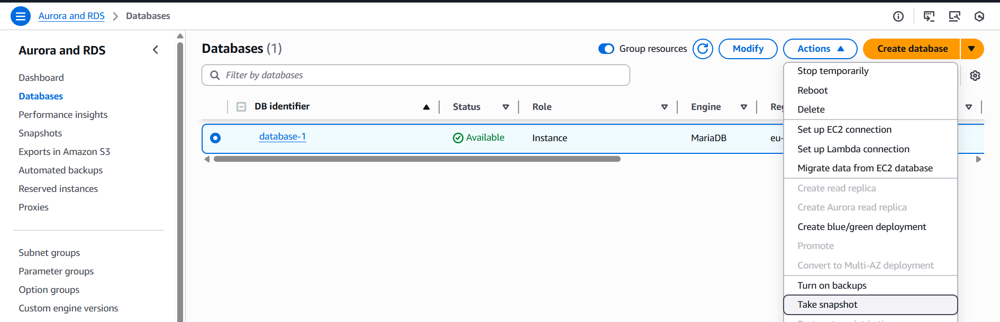 Aurora and RDS > Databases
Aurora and RDS
Dashboard
Databases
Performance insights
Snapshots
Exports in Amazon S3
Automated backups
Reserved instances
Proxies
Subnet groups
Parameter groups
Option groups
Custom engine versions
Databases (1)
Group resources
Modify
Actions
Create database
Filter by databases
DB identifier
Status
Role
Engine
database-1
Available
Instance
MariaDB
eu-
Stop temporarily
Reboot
Delete
Set up EC2 connection
Set up Lambda connection
Migrate data from EC2 database
Create read replica
Create Aurora read replica
Create blue/green deployment
Promote
Convert to Multi-AZ deployment
Turn on backups
Take snapshot